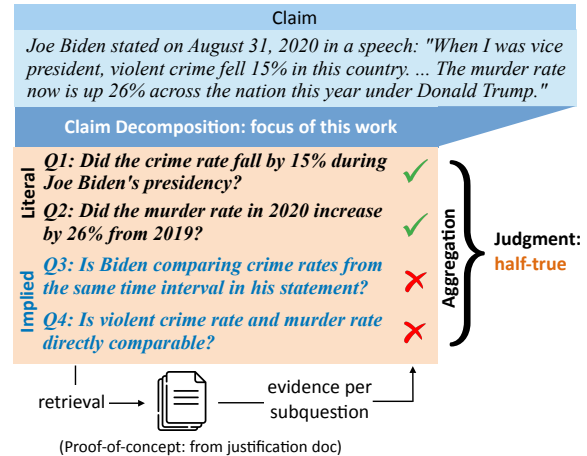 Claim
Joe Biden stated on August 31, 2020 in a speech: "When I was vice
president, violent crime fell 15% in this country. ... The murder rate
now is up 26% across the nation this year under Donald Trump."
Claim Decomposition: focus of this work
Literal
Q1: Did the crime rate fall by 15% during
Joe Biden's presidency?
Q2: Did the murder rate in 2020 increase
by 26% from 2019?
Implied
Q3: Is Biden comparing crime rates from
the same time interval in his statement?
Q4: Is violent crime rate and murder rate
directly comparable?
Aggregation
Judgment:
half-true
retrieval
evidence per
subquestion
(Proof-of-concept: from justification doc)